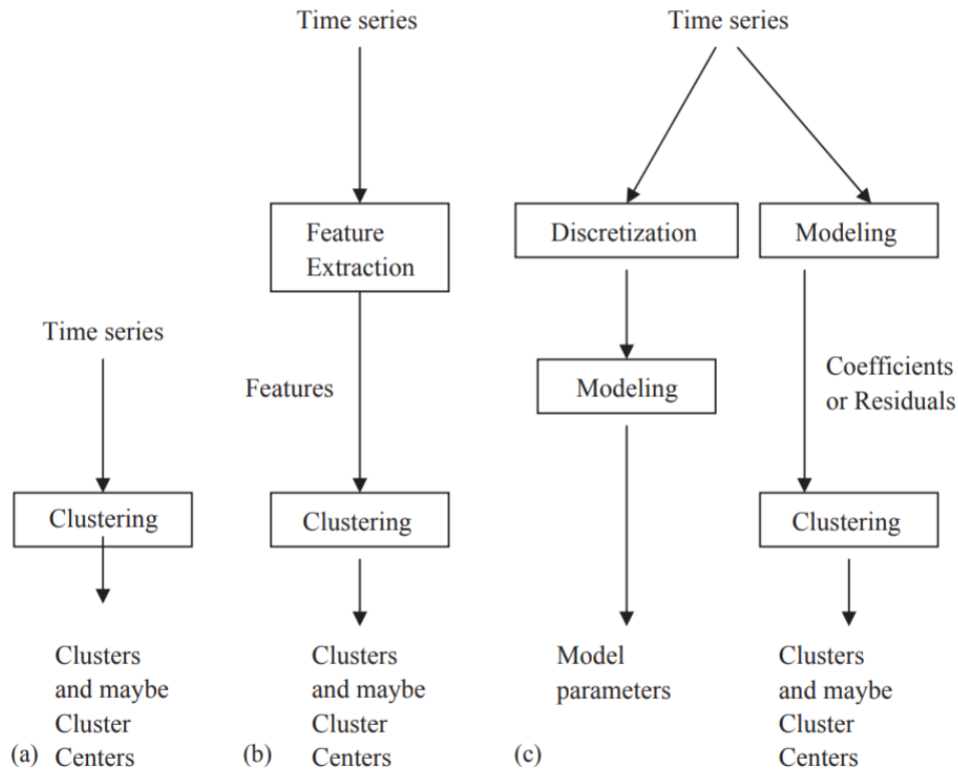 Time series
Clustering
Clusters
and maybe
Cluster
Centers
(a)
Time series
Feature
Extraction
Features
Clustering
Clusters
and maybe
Cluster
Centers
(b)
Time series
Discretization
Modeling
Model
parameters
Modeling
Coefficients
or Residuals
Clustering
Clusters
and maybe
Cluster
Centers
(c)